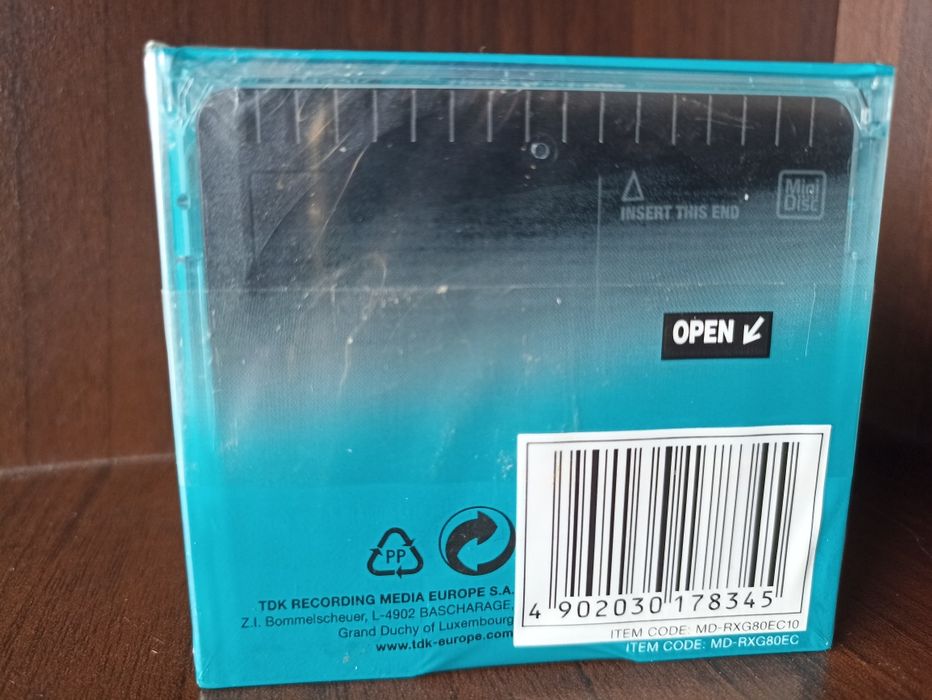 INSERT THIS END
Mini
Disc
OPEN
PP
TDK RECORDING MEDIA EUROPE S.A.
Z.I. Bommelscheuer, L-4902 BASCHARAGE,
Grand Duchy of Luxembourg
www.tdk-europe.com
4 902030 178345
ITEM CODE: MD-RXG80EC10
ITEM CODE: MD-RXG80EC